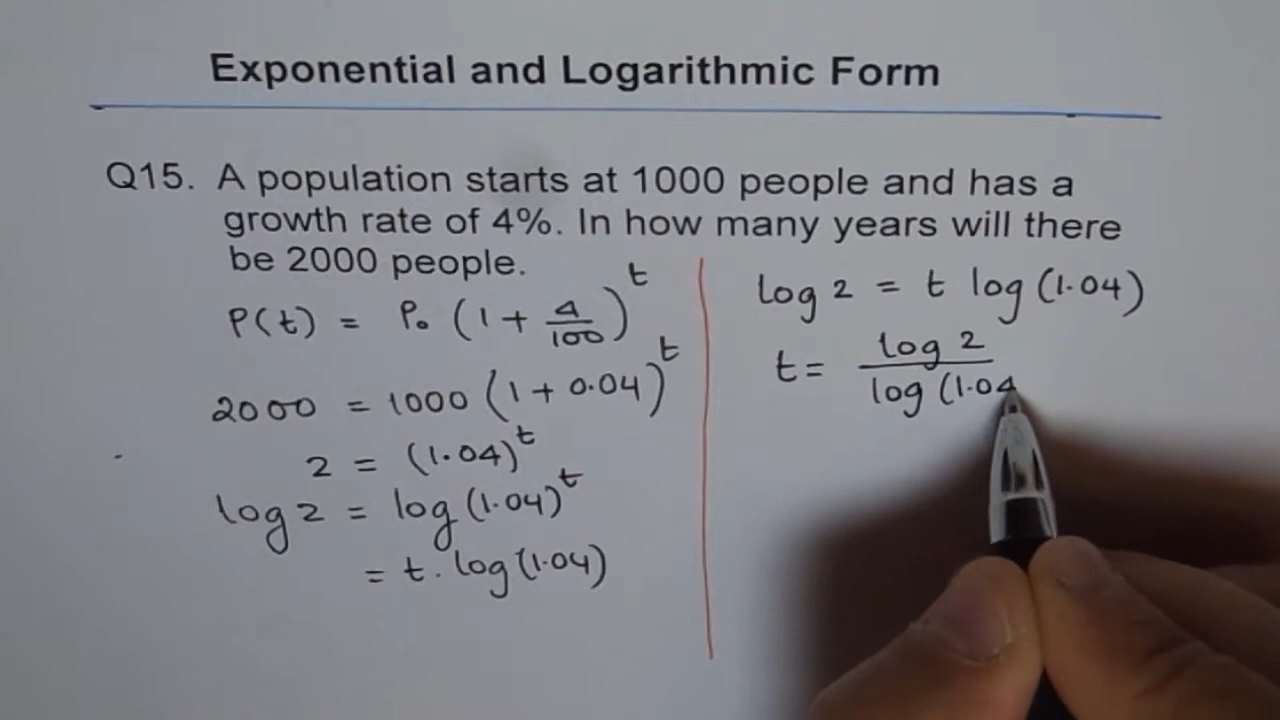 Exponential and Logarithmic Form
Q15. A population starts at 1000 people and has a
growth rate of 4%. In how many years will there
be 2000 people.
P(t) = P₀ (1 + 4/100)^t
2000 = 1000 (1 + 0.04)^t
2 = (1.04)^t
log 2 = log (1.04)^t
= t. log (1.04)
log 2 = t log (1.04)
t = log 2 / log (1.04